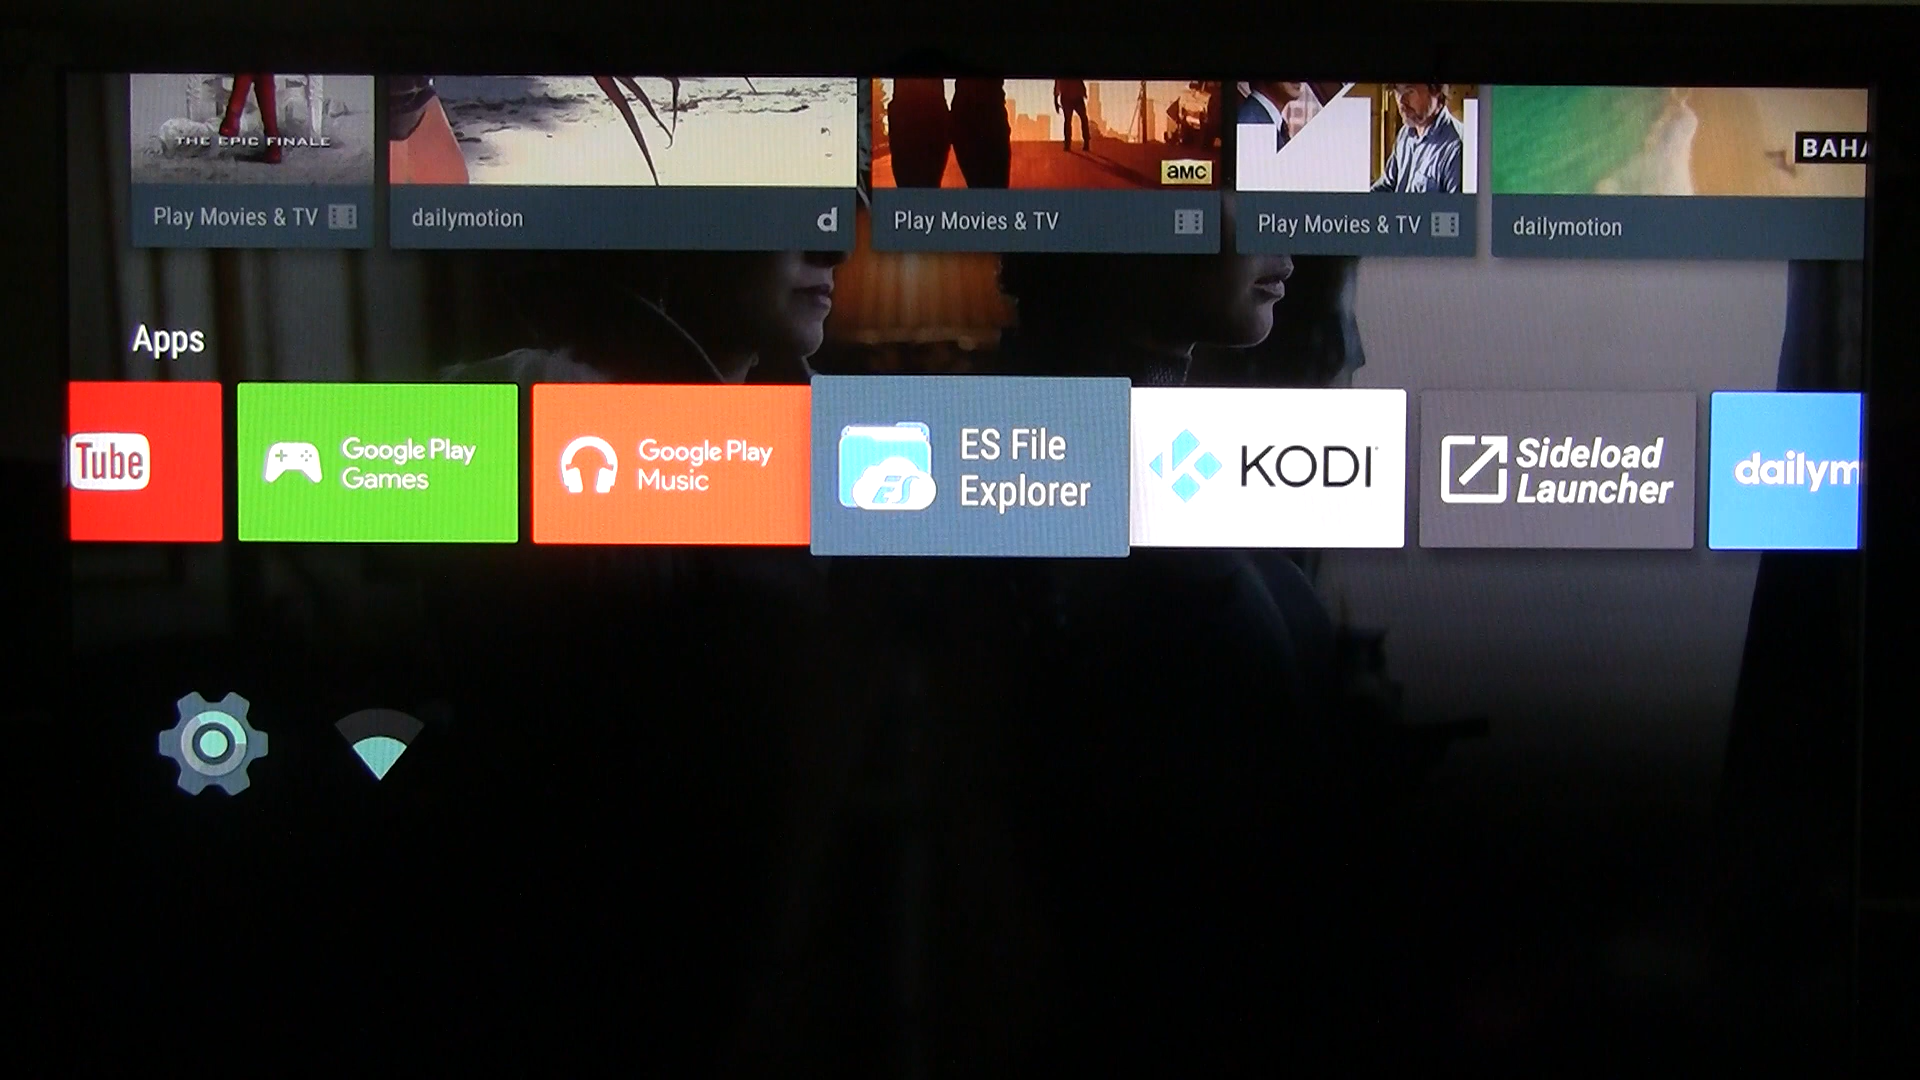 THE EPIC FINALE
aMC
BAHA
Play Movies & TV
dailymotion
d
Play Movies & TV
Play Movies & TV
dailymotion
Apps
Tube
Google Play
Games
Google Play
Music
ES File
Explorer
ES
KODI
Sideload
Launcher
dailym